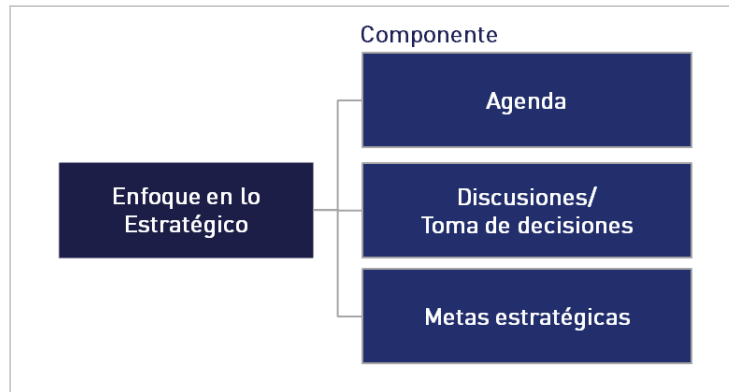 Componente
Agenda
Enfoque en lo
Estratégico
Discusiones/
Toma de decisiones
Metas estratégicas